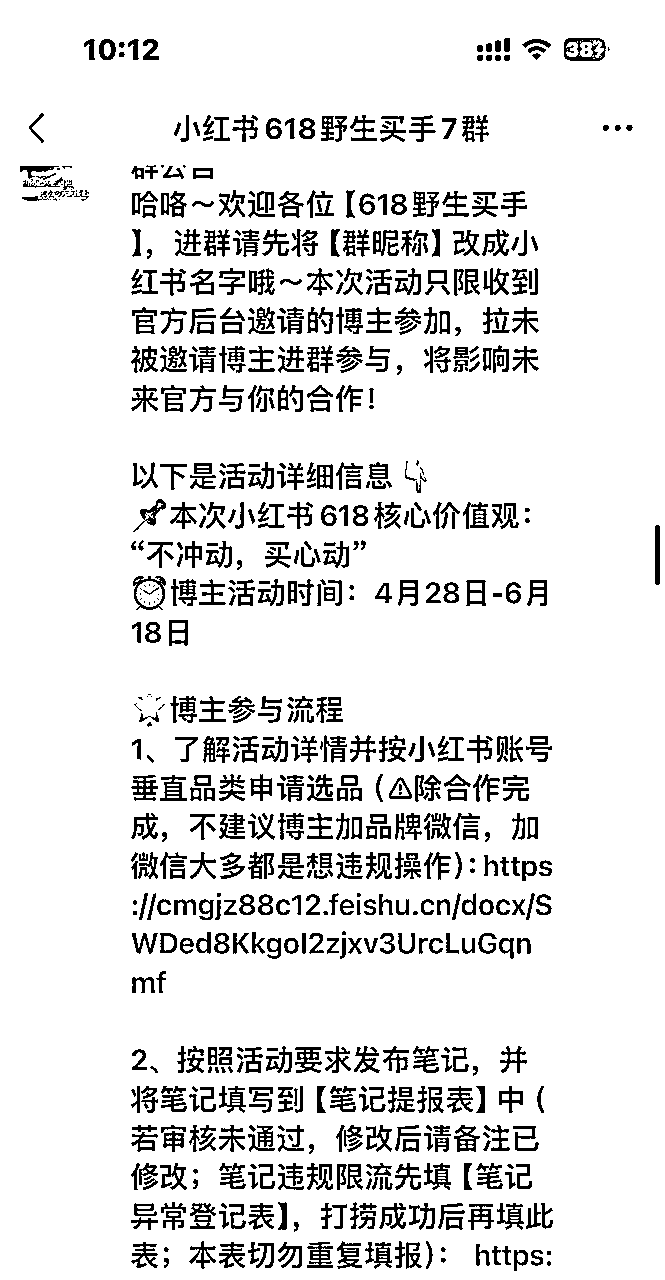 10:12
38
小红书618野生买手7群
群公告
哈咯～欢迎各位【618野生买手
】，进群请先将【群昵称】改成小
红书名字哦～本次活动只限收到
官方后台邀请的博主参加，拉未
被邀请博主进群参与，将影响未
来官方与你的合作！
以下是活动详细信息👇
📌本次小红书618核心价值观：
“不冲动，买心动”
⏰博主活动时间：4月28日-6月
18日
🌟博主参与流程
1、了解活动详情并按小红书账号
垂直品类申请选品（⚠️除合作完
成，不建议博主加品牌微信，加
微信大多都是想违规操作）：https
://cmgjz88c12.feishu.cn/docx/S
WDed8KkgoI2zjxv3UrcLuGqn
mf
2、按照活动要求发布笔记，并
将笔记填写到【笔记提报表】中（
若审核未通过，修改后请备注已
修改；笔记违规限流先填【笔记
异常登记表】，打捞成功后再填此
表；本表切勿重复填报）： https: